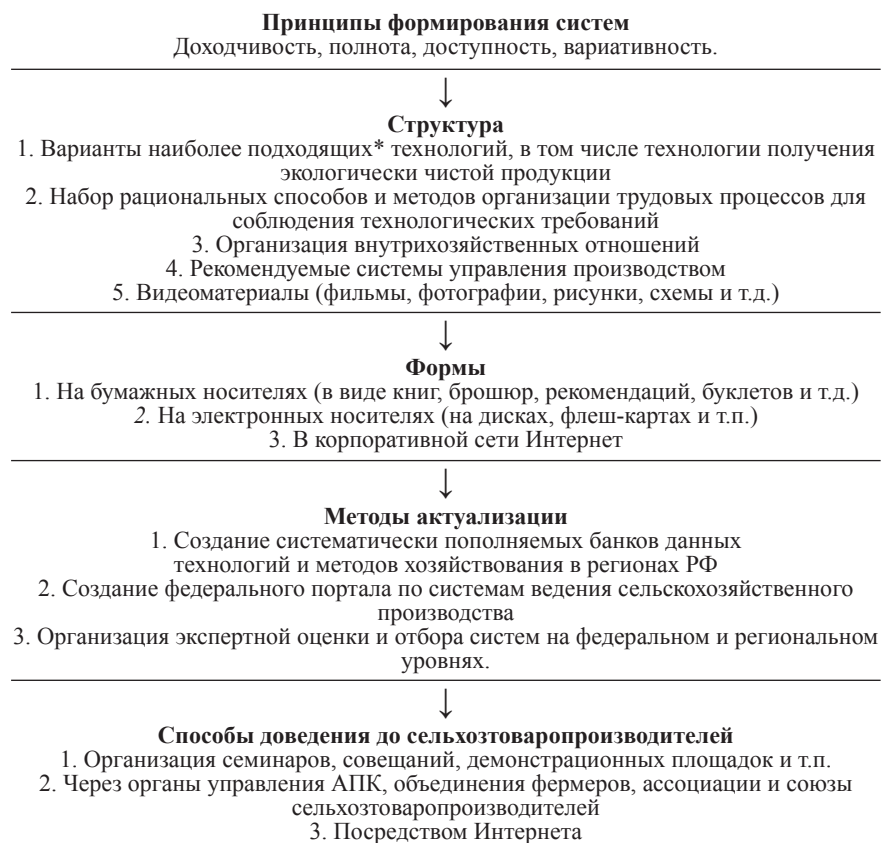 Принципы формирования систем
Доходчивость, полнота, доступность, вариативность.
↓
Структура
1. Варианты наиболее подходящих* технологий, в том числе технологии получения
экологически чистой продукции
2. Набор рациональных способов и методов организации трудовых процессов для
соблюдения технологических требований
3. Организация внутрихозяйственных отношений
4. Рекомендуемые системы управления производством
5. Видеоматериалы (фильмы, фотографии, рисунки, схемы и т.д.)
↓
Формы
1. На бумажных носителях (в виде книг, брошюр, рекомендаций, буклетов и т.д.)
2. На электронных носителях (на дисках, флеш-картах и т.п.)
3. В корпоративной сети Интернет
↓
Методы актуализации
1. Создание систематически пополняемых банков данных
технологий и методов хозяйствования в регионах РФ
2. Создание федерального портала по системам ведения сельскохозяйственного
производства
3. Организация экспертной оценки и отбора систем на федеральном и региональном
уровнях.
↓
Способы доведения до сельхозтоваропроизводителей
1. Организация семинаров, совещаний, демонстрационных площадок и т.п.
2. Через органы управления АПК, объединения фермеров, ассоциации и союзы
сельхозтоваропроизводителей
3. Посредством Интернета